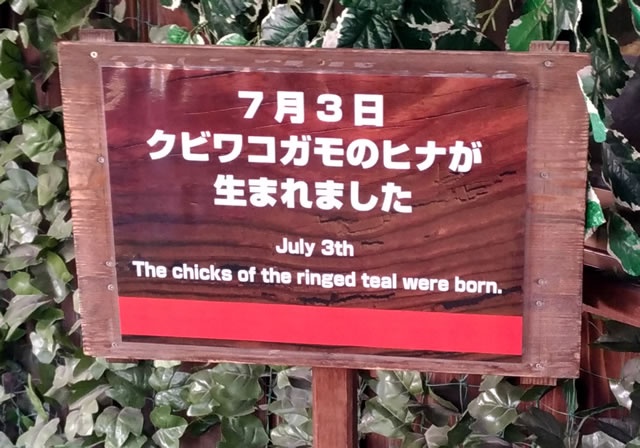 7月3日
クビワコガモのヒナが
生まれました
July 3th
The chicks of the ringed teal were born.